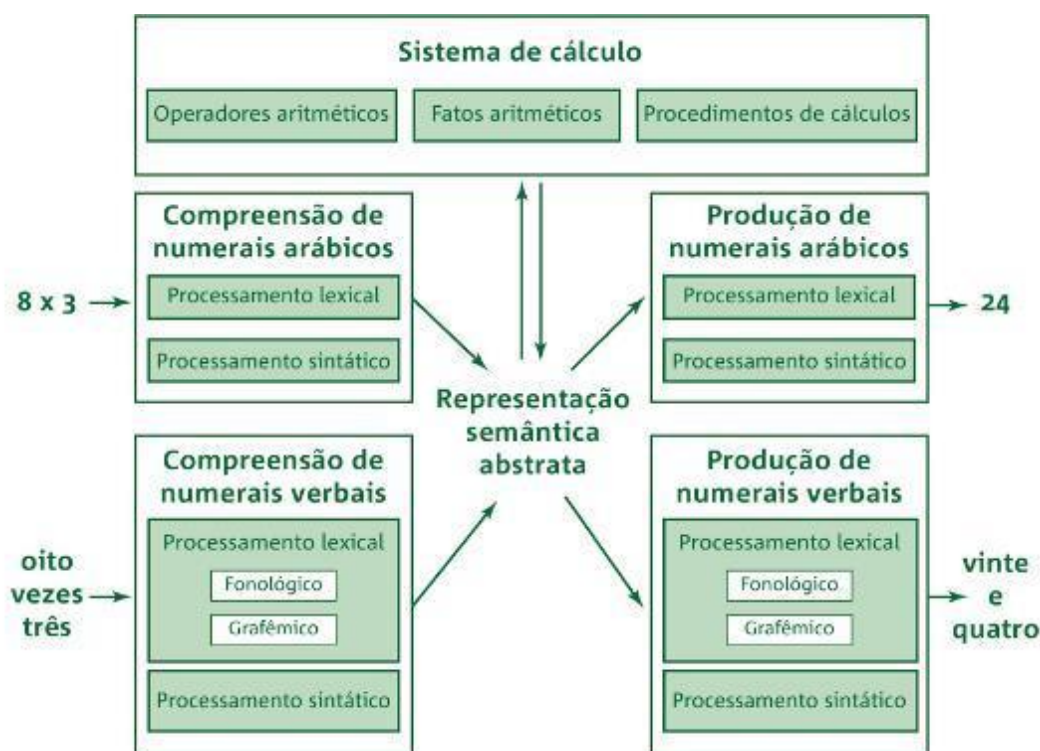 Sistema de cálculo
Operadores aritméticos
Fatos aritméticos
Procedimentos de cálculos
Compreensão de
numerais arábicos
Processamento lexical
Processamento sintático
8 x 3
Produção de
numerais arábicos
Processamento lexical
Processamento sintático
24
Representação
semântica
abstrata
Compreensão de
numerais verbais
Processamento lexical
Fonológico
Grafêmico
Processamento sintático
oito
vezes
três
Produção de
numerais verbais
Processamento lexical
Fonológico
Grafêmico
Processamento sintático
vinte
e
quatro